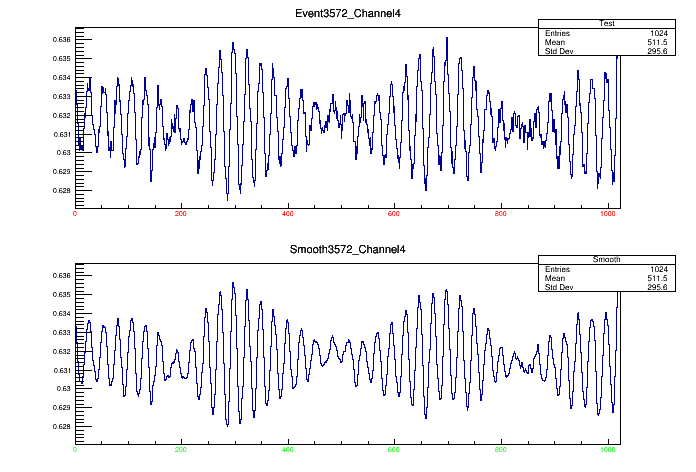 Event3572_Channel4
Test
Entries 1024
Mean 511.5
Std Dev 295.6
0.636
0.635
0.634
0.633
0.632
0.631
0.63
0.629
0.628
0 200 400 600 800 1000
Smooth3572_Channel4
Smooth
Entries 1024
Mean 511.5
Std Dev 295.6
0.636
0.635
0.634
0.633
0.632
0.631
0.63
0.629
0.628
0 200 400 600 800 1000